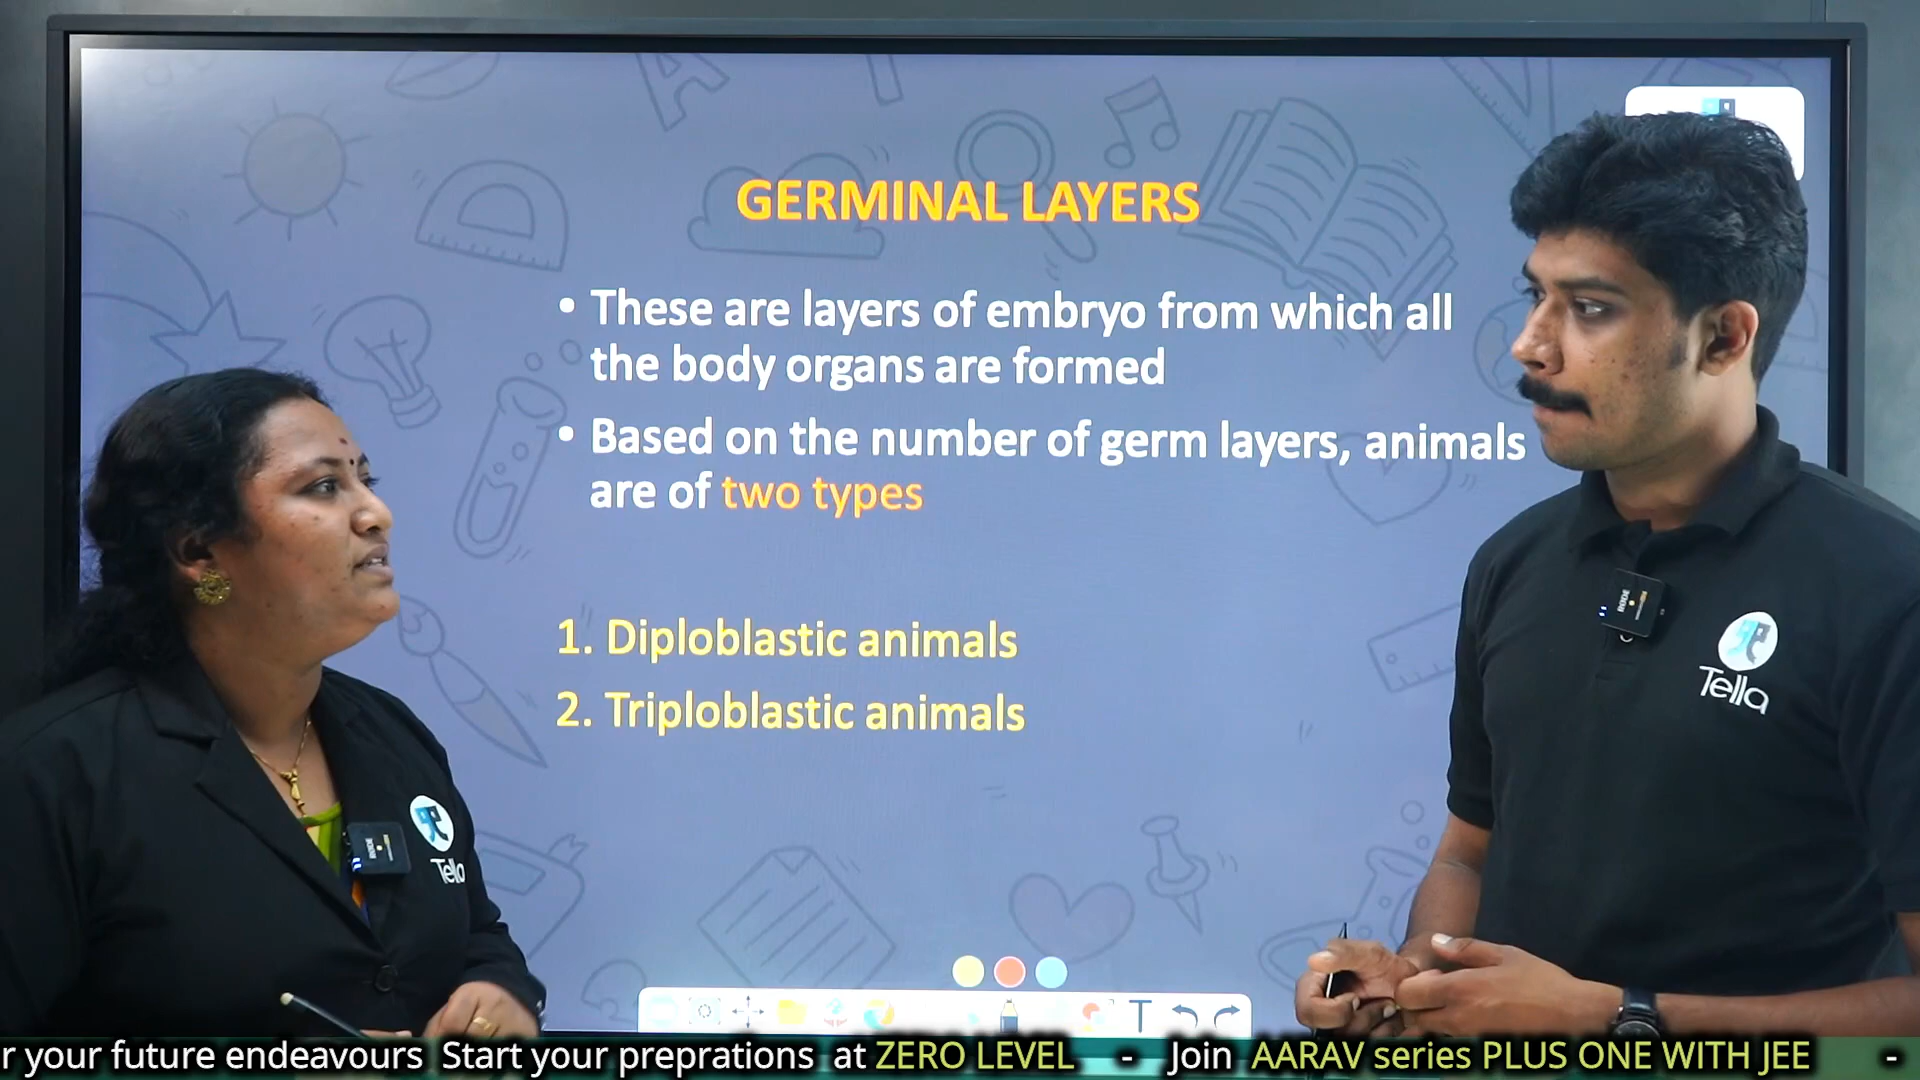 GERMINAL LAYERS
• These are layers of embryo from which all
the body organs are formed
• Based on the number of germ layers, animals
are of two types
1. Diploblastic animals
2. Triploblastic animals
RODE
Tella
RODE
Tella
T
r your future endeavours Start your preprations at ZERO LEVEL - Join AARAV series PLUS ONE WITH JEE -